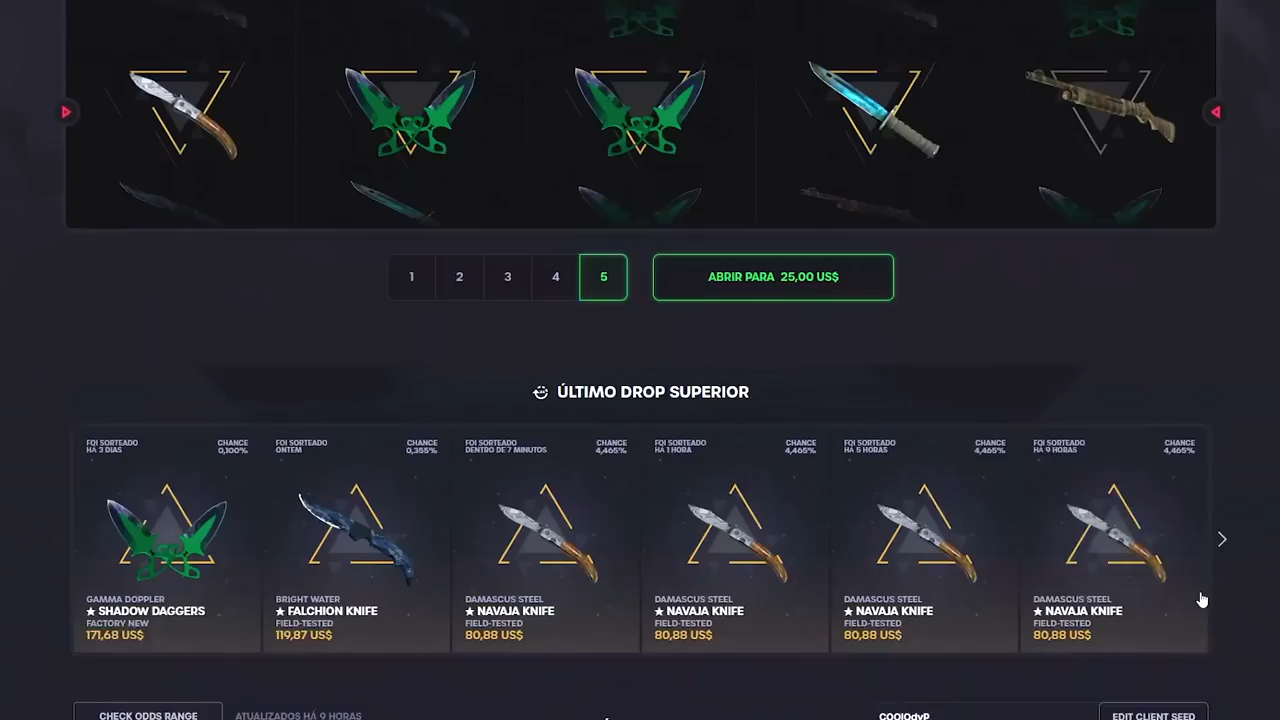 1 2 3 4 5 ABRIR PARA 25,00 US$
ÚLTIMO DROP SUPERIOR
FOI SORTEADO
HÁ 3 DIAS
CHANCE
0,100%
GAMMA DOPPLER
★ SHADOW DAGGERS
FACTORY NEW
171,68 US$
FOI SORTEADO
ONTEM
CHANCE
0,355%
BRIGHT WATER
★ FALCHION KNIFE
FIELD-TESTED
119,87 US$
FOI SORTEADO
DENTRO DE 7 MINUTOS
CHANCE
4,465%
DAMASCUS STEEL
★ NAVAJA KNIFE
FIELD-TESTED
80,88 US$
FOI SORTEADO
HÁ 1 HORA
CHANCE
4,465%
DAMASCUS STEEL
★ NAVAJA KNIFE
FIELD-TESTED
80,88 US$
FOI SORTEADO
HÁ 5 HORAS
CHANCE
4,465%
DAMASCUS STEEL
★ NAVAJA KNIFE
FIELD-TESTED
80,88 US$
FOI SORTEADO
HÁ 9 HORAS
CHANCE
4,465%
DAMASCUS STEEL
★ NAVAJA KNIFE
FIELD-TESTED
80,88 US$
CHECK ODDS RANGE
ATUALIZADOS HÁ 9 HORAS
EDIT CLIENT SEED